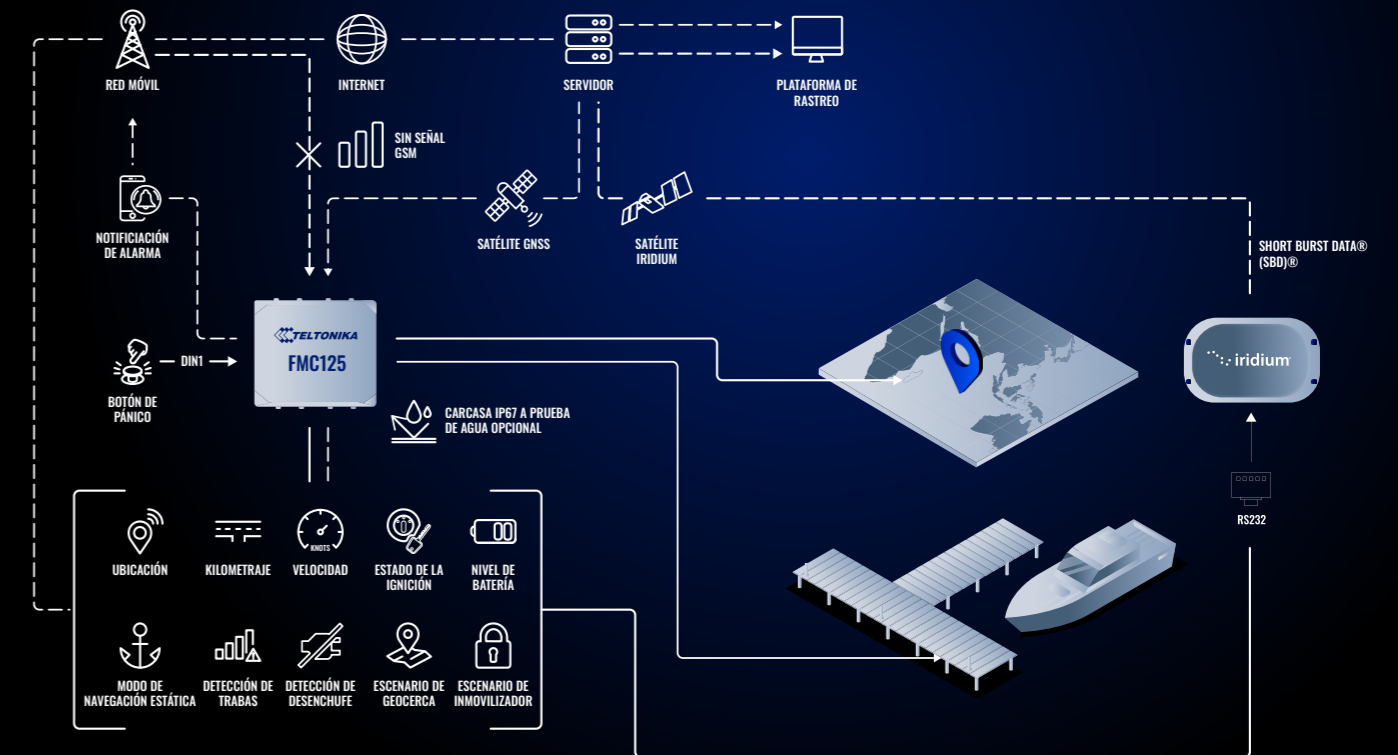 RED MÓVIL
INTERNET
SERVIDOR
PLATAFORMA DE
RASTREO
SIN SEÑAL
GSM
NOTIFICIACIÓN
DE ALARMA
SATÉLITE GNSS
SATÉLITE
IRIDIUM
SHORT BURST DATA®
(SBD)®
TELTONIKA
FMC125
DIN1
BOTÓN DE
PÁNICO
CARCASA IP67 A PRUEBA
DE AGUA OPCIONAL
iridium
RS232
KNOTS
UBICACIÓN
KILOMETRAJE
VELOCIDAD
ESTADO DE LA
IGNICIÓN
NIVEL DE
BATERÍA
MODO DE
NAVEGACIÓN ESTÁTICA
DETECCIÓN DE
TRABAS
DETECCIÓN DE
DESENCHUFE
ESCENARIO DE
GEOCERCA
ESCENARIO DE
INMOVILIZADOR